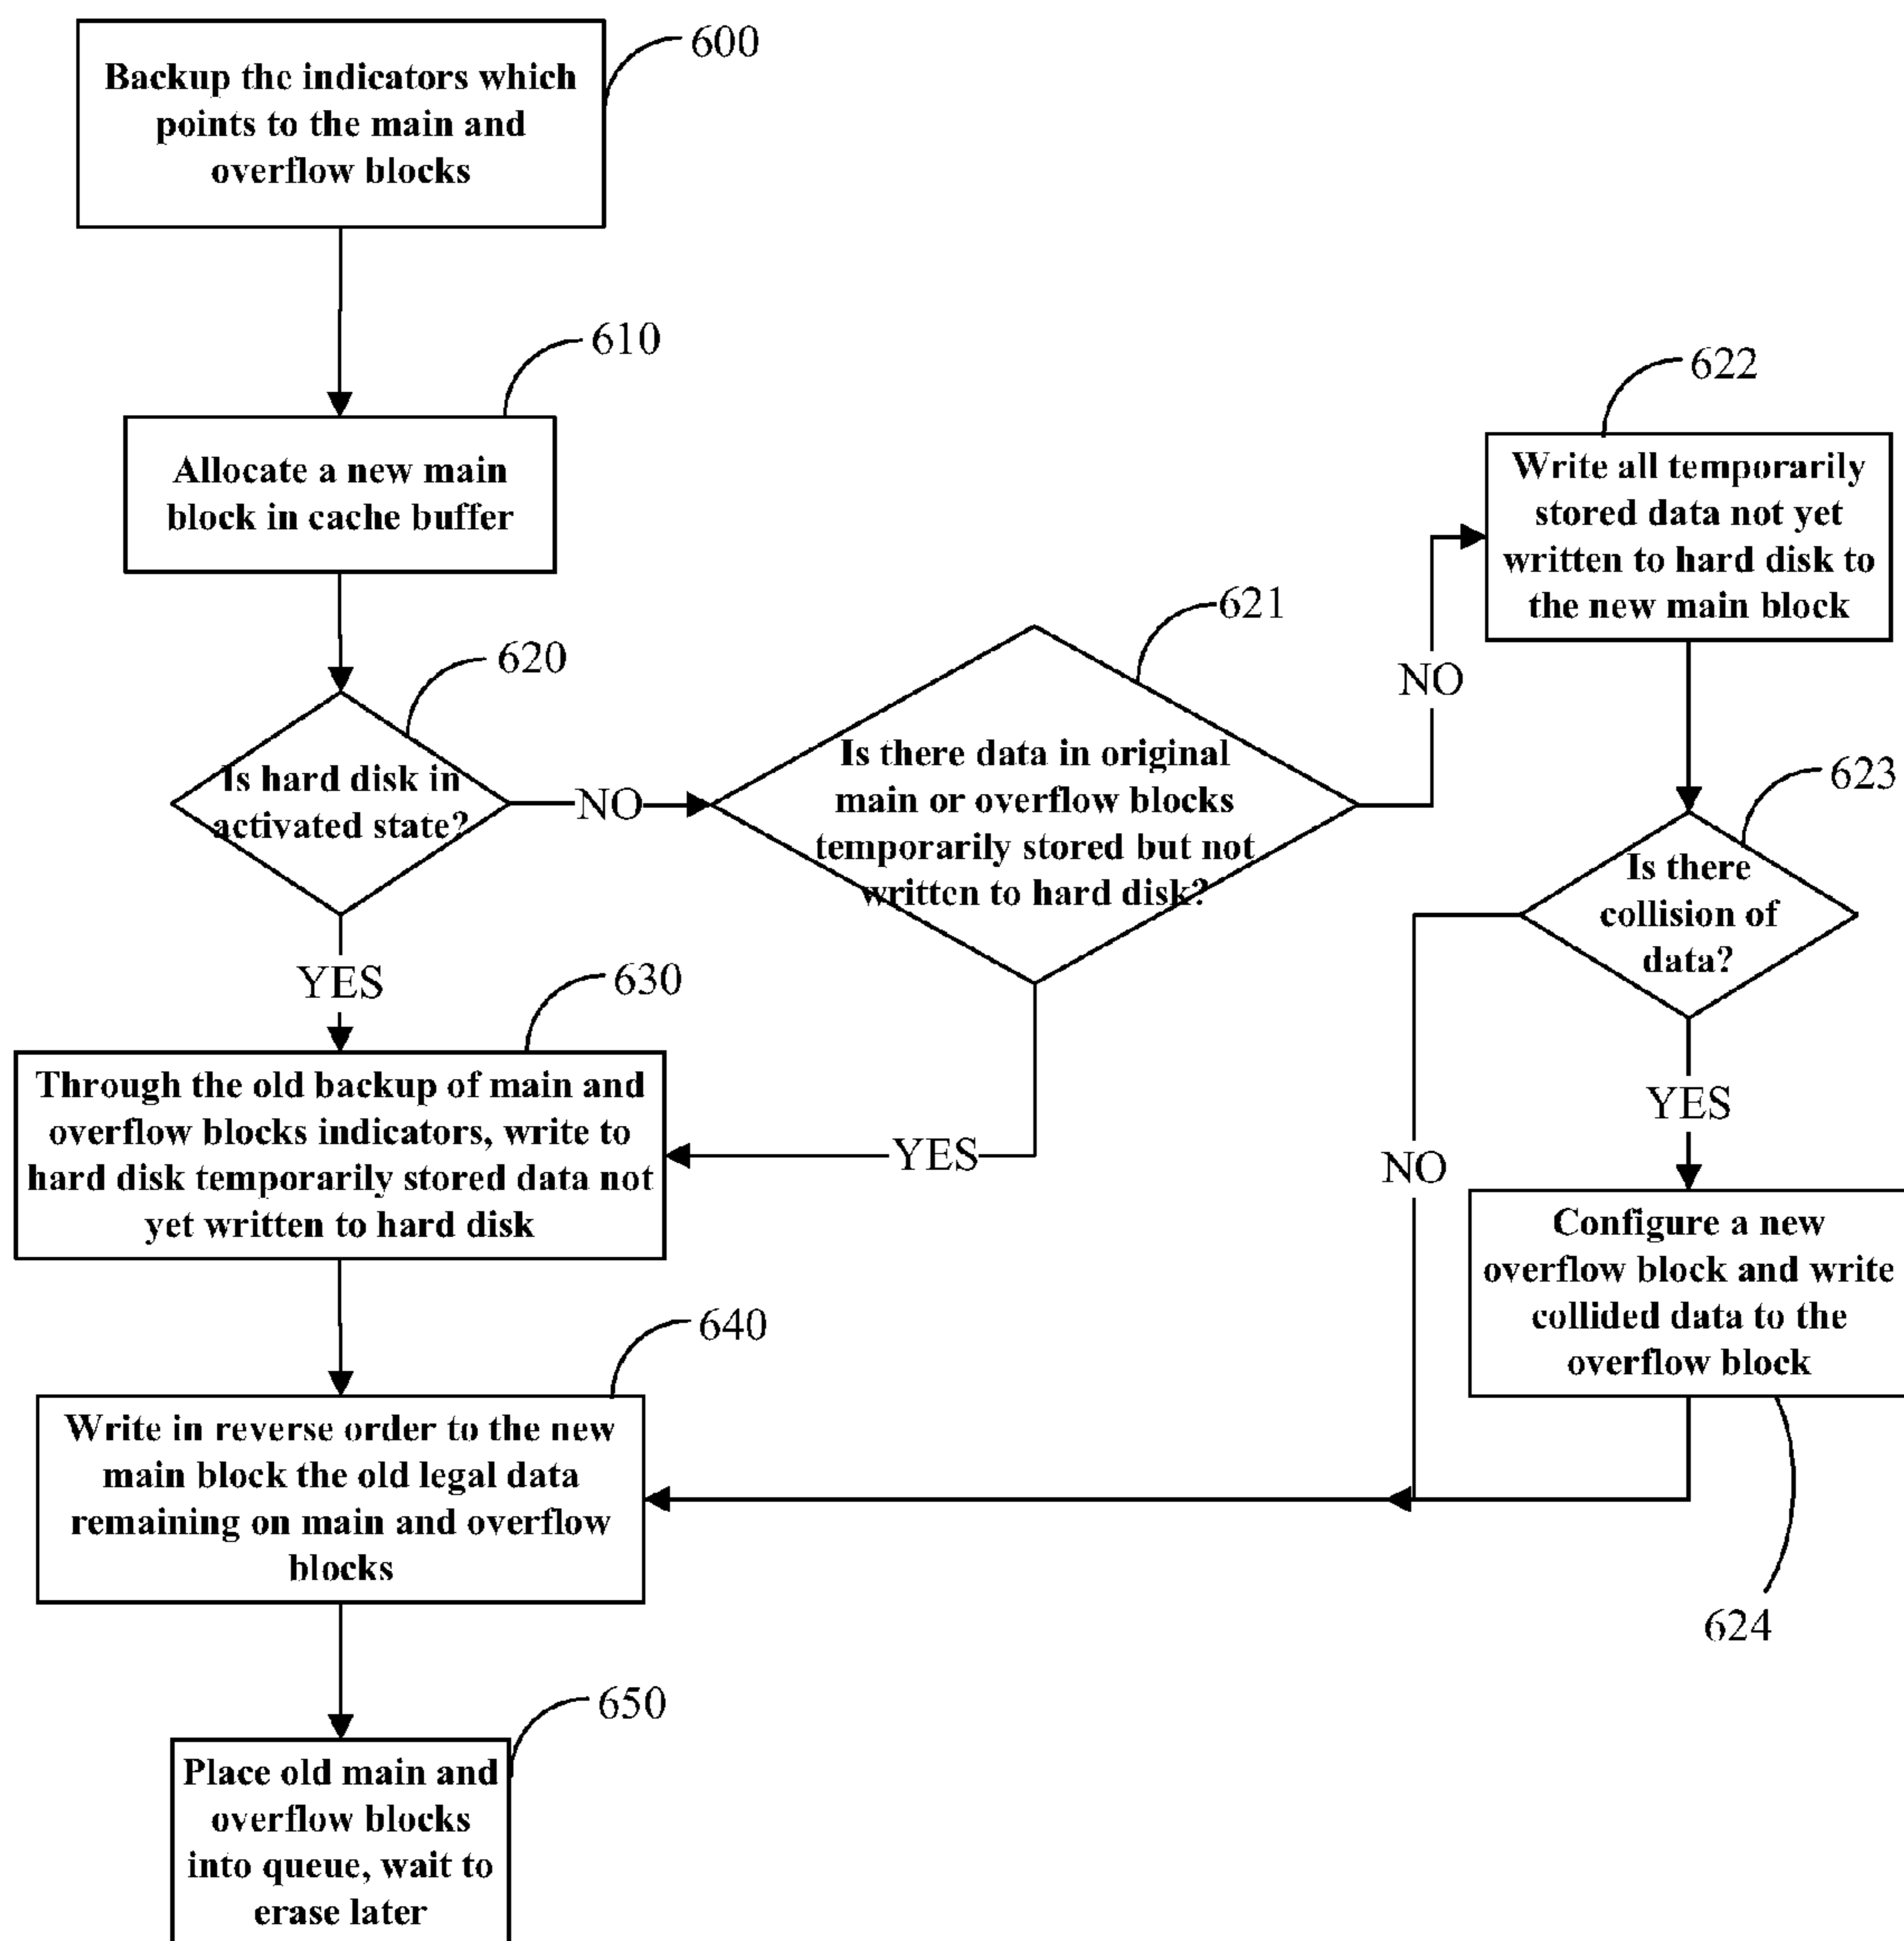 Backup the indicators which
points to the main and
overflow blocks
600
610
Allocate a new main
block in cache buffer
620
Is hard disk in
activated state?
NO
YES
621
Is there data in original
main or overflow blocks
temporarily stored but not
written to hard disk?
NO
YES
622
Write all temporarily
stored data not yet
written to hard disk to
the new main block
623
Is there
collision of
data?
NO
YES
Configure a new
overflow block and write
collided data to the
overflow block
624
630
Through the old backup of main and
overflow blocks indicators, write to
hard disk temporarily stored data not
yet written to hard disk
640
Write in reverse order to the new
main block the old legal data
remaining on main and overflow
blocks
650
Place old main and
overflow blocks
into queue, wait to
erase later